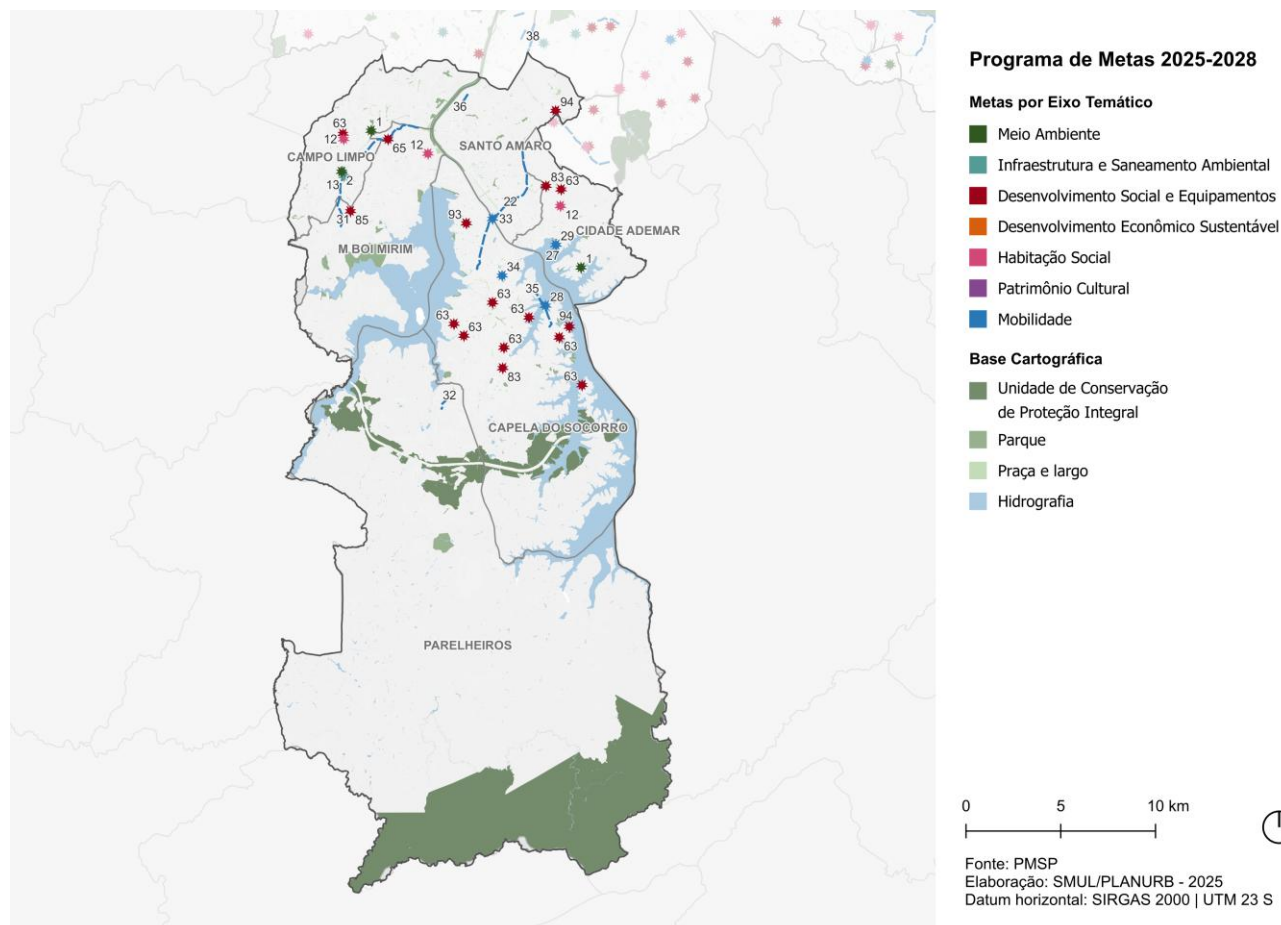 38
36
94
63
1
12
65
12
SANTO AMARO
CAMPO LIMPO
13
2
83
63
22
12
31
85
93
33
CIDADE ADEMAR
29
M'BOI MIRIM
27
1
34
35
28
63
63
94
63
63
63
63
83
63
32
CAPELA DO SOCORRO
PARELHEIROS
Programa de Metas 2025-2028
Metas por Eixo Temático
Meio Ambiente
Infraestrutura e Saneamento Ambiental
Desenvolvimento Social e Equipamentos
Desenvolvimento Econômico Sustentável
Habitação Social
Patrimônio Cultural
Mobilidade
Base Cartográfica
Unidade de Conservação
de Proteção Integral
Parque
Praça e largo
Hidrografia
0 5 10 km
Fonte: PMSP
Elaboração: SMUL/PLANURB - 2025
Datum horizontal: SIRGAS 2000 | UTM 23 S